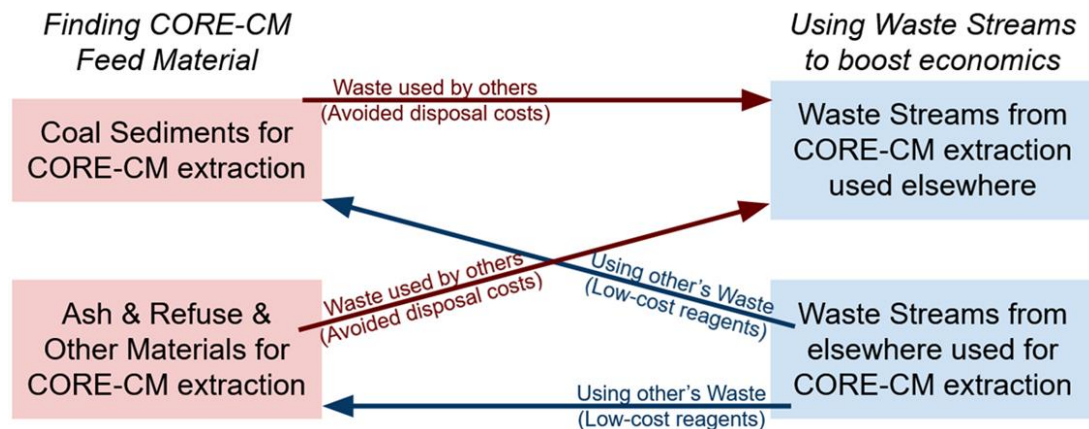 Finding CORE-CM
Feed Material
Using Waste Streams
to boost economics
Coal Sediments for
CORE-CM extraction
Waste used by others
(Avoided disposal costs)
Waste Streams from
CORE-CM extraction
used elsewhere
Waste used by others
(Avoided disposal costs)
Using other's Waste
(Low-cost reagents)
Ash & Refuse &
Other Materials for
CORE-CM extraction
Using other's Waste
(Low-cost reagents)
Waste Streams from
elsewhere used for
CORE-CM extraction